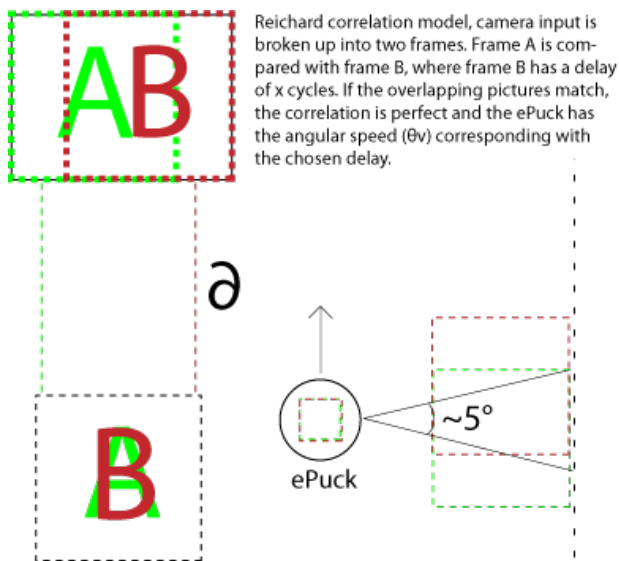 AB
Reichard correlation model, camera input is
broken up into two frames. Frame A is com-
pared with frame B, where frame B has a delay
of x cycles. If the overlapping pictures match,
the correlation is perfect and the ePuck has
the angular speed (θv) corresponding with
the chosen delay.
∂
A
B
~5°
ePuck